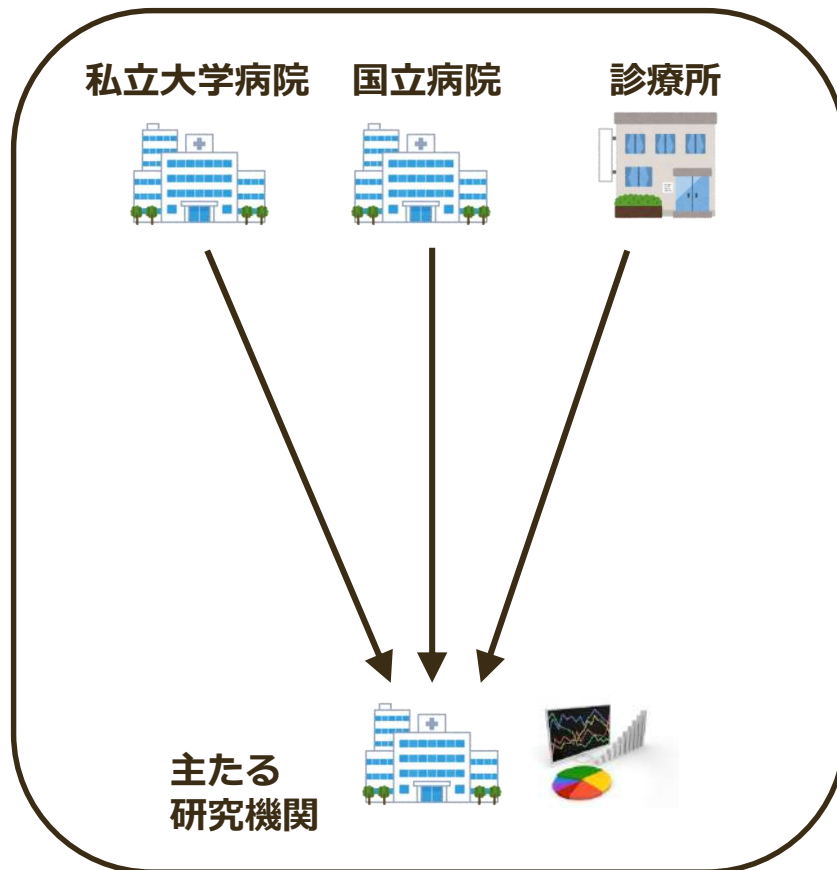 私立大学病院
国立病院
診療所
主たる
研究機関